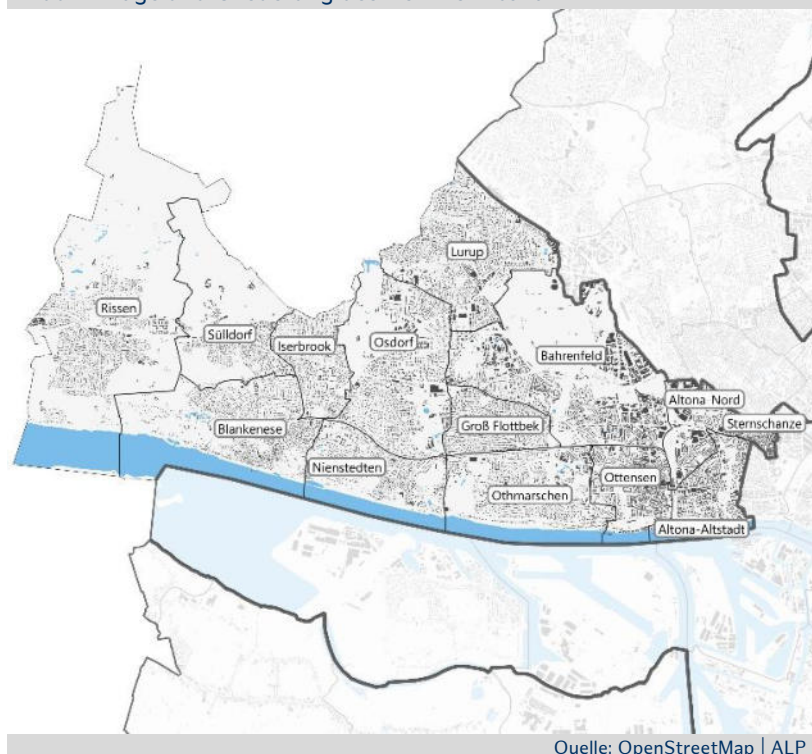 Lurup
Rissen
Sülldorf
Iserbrook
Osdorf
Bahrenfeld
Altona-Nord
Sternschanze
Blankenese
Groß Flottbek
Nienstedten
Ottensen
Othmarschen
Altona-Altstadt
Quelle: OpenStreetMap | ALP